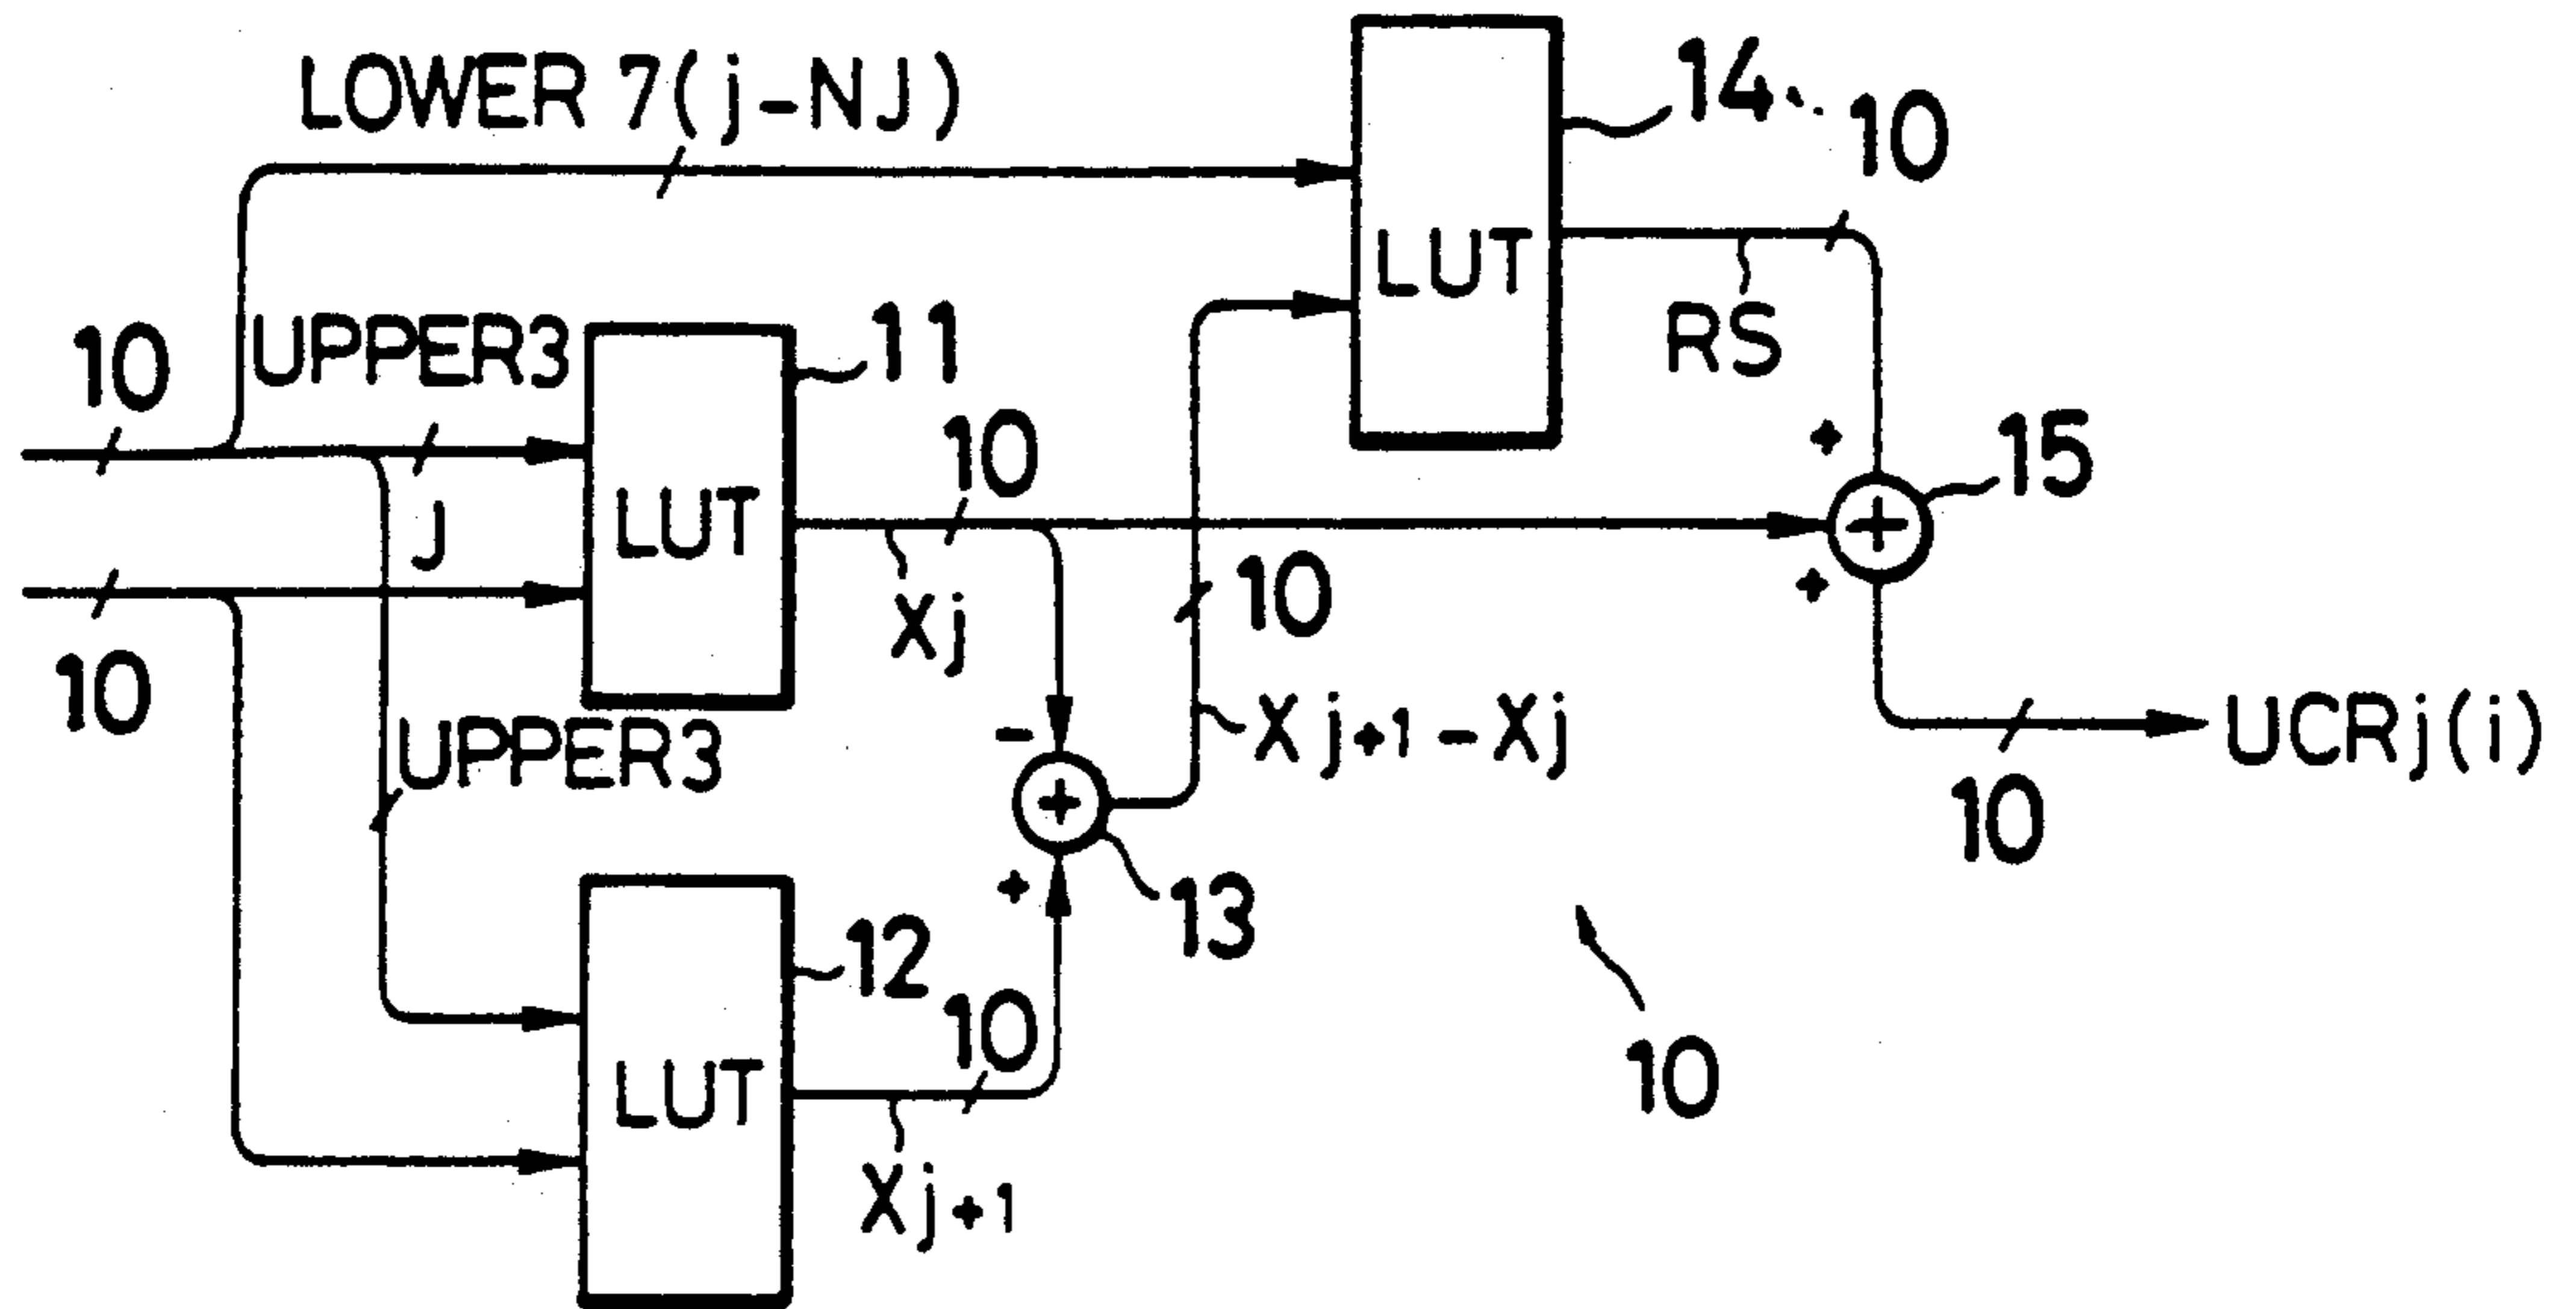 LOWER 7(j-NJ)
14
10
LUT
RS
10
UPPER3
11
10
LUT
J
Xj
15
10
10
Xj+1-Xj
UCRj(i)
10
UPPER3
13
12
10
LUT
Xj+1
10
+
+
-
+
+
+